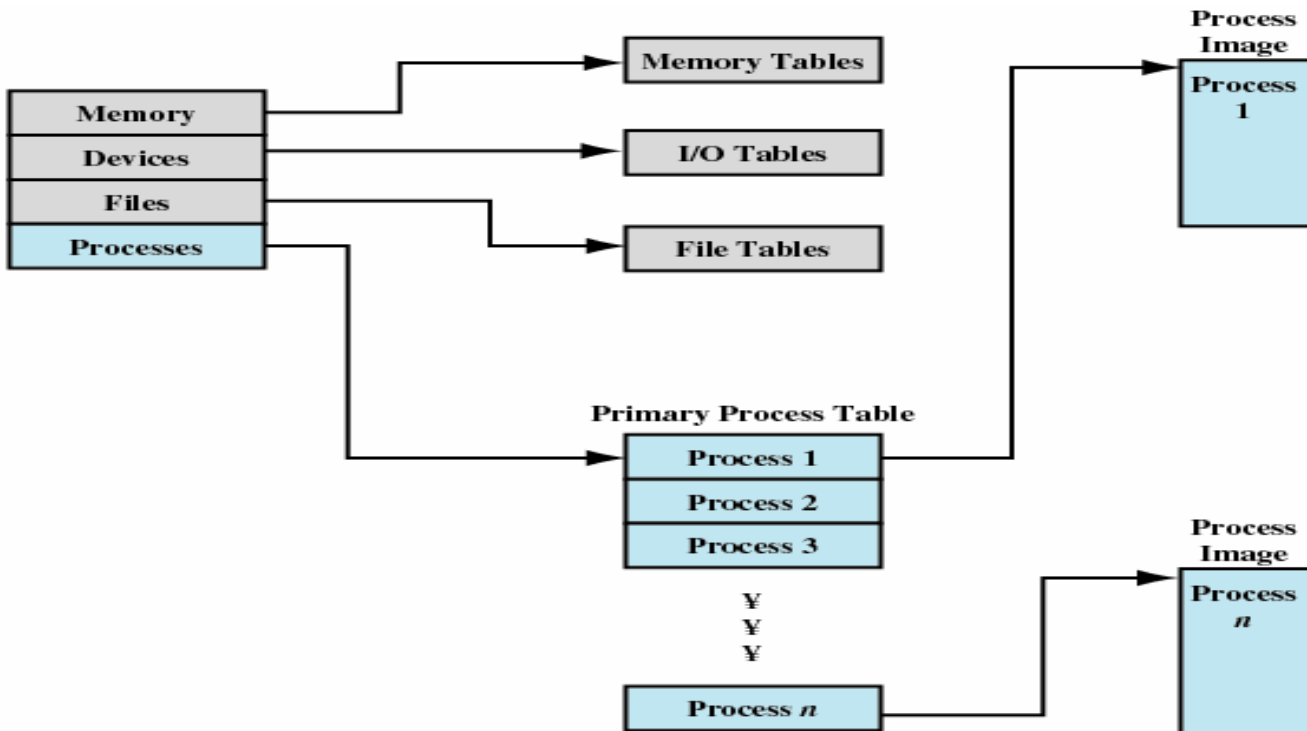 Memory
Devices
Files
Processes
Memory Tables
I/O Tables
File Tables
Primary Process Table
Process 1
Process 2
Process 3
¥
¥
¥
Process n
Process
Image
Process
1
Process
Image
Process
n